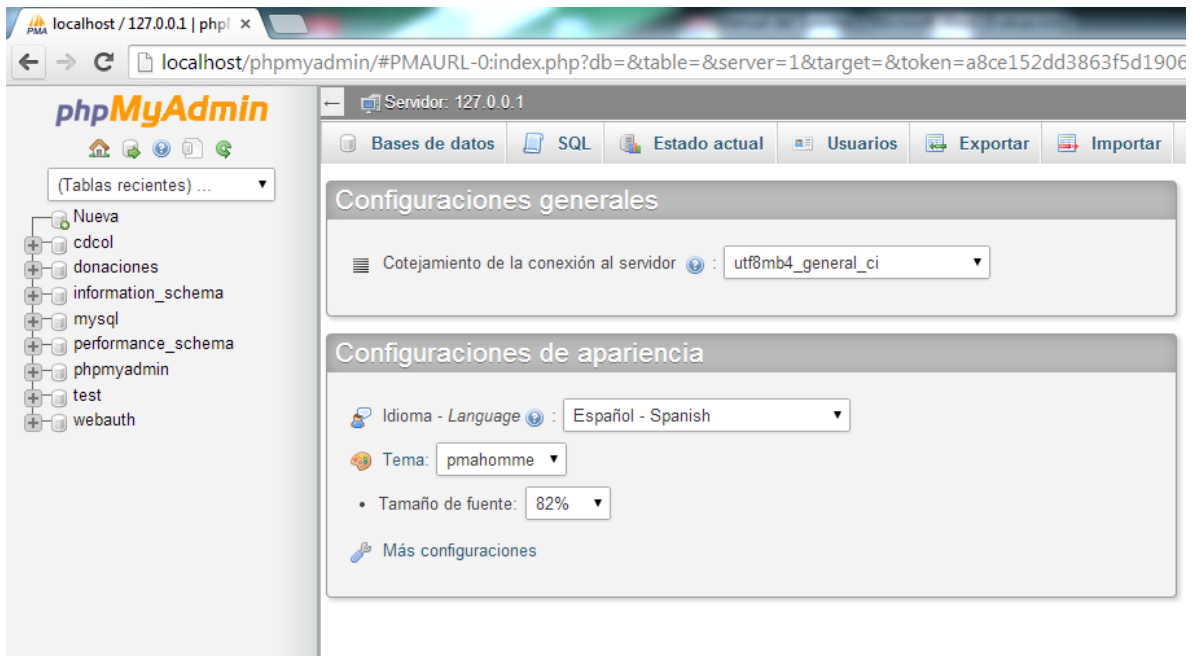 localhost / 127.0.0.1 | phpl
localhost/phpmyadmin/#PMAURL-0:index.php?db=&table=&server=1&target=&token=a8ce152dd3863f5d1906
phpMyAdmin
(Tablas recientes) ...
Nueva
cdcol
donaciones
information_schema
mysql
performance_schema
phpmyadmin
test
webauth
Servidor: 127.0.0.1
Bases de datos SQL Estado actual Usuarios Exportar Importar
Configuraciones generales
Cotejamiento de la conexión al servidor : utf8mb4_general_ci
Configuraciones de apariencia
Idioma - Language : Español - Spanish
Tema: pmahomme
• Tamaño de fuente: 82%
Más configuraciones